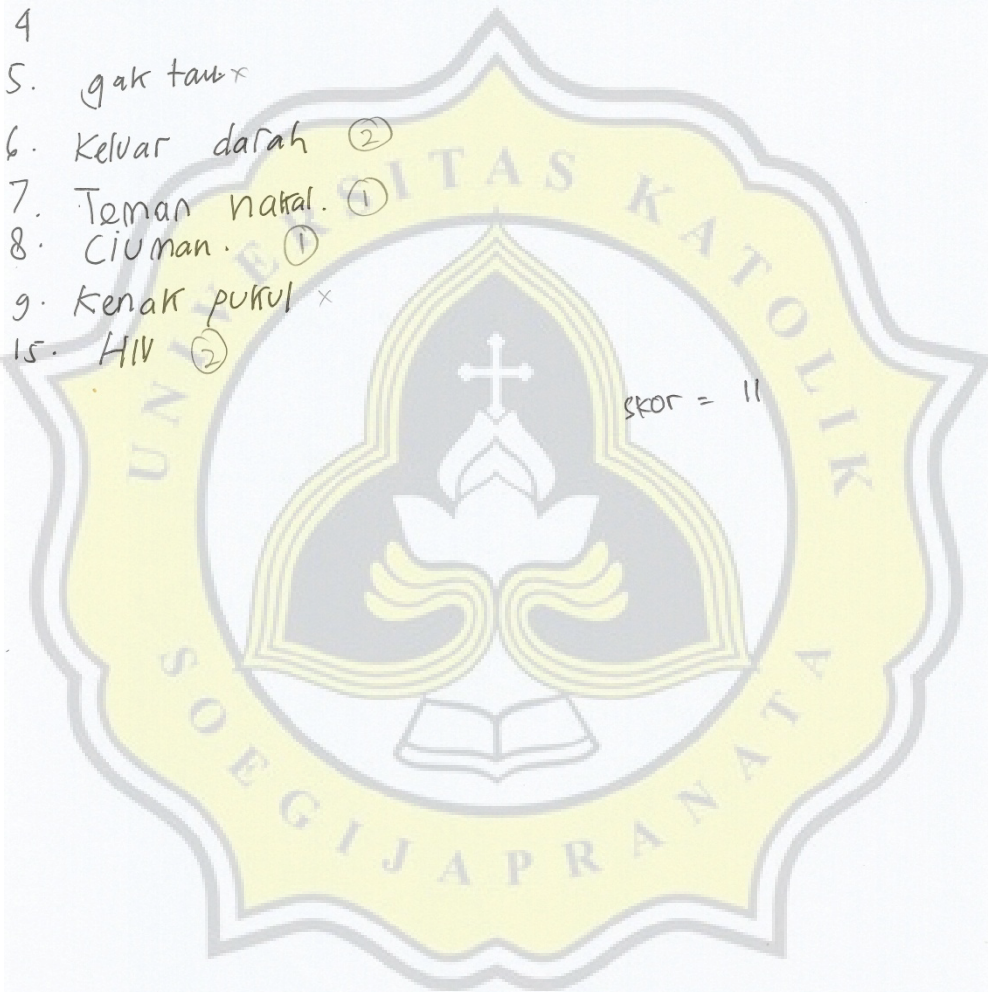 4
5. gak tau x
6. Keluar darah ②
7. Teman nakal. ①
8. Ciuman. ①
9. Kenak pukul x
15. HIV ②
skor = 11
UNIVERSITAS KATOLIK
SOEGIJAPRANATA